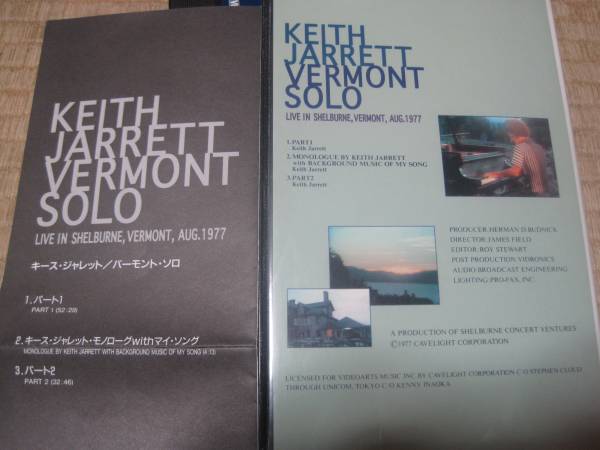 KEITH
JARRETT
VERMONT
SOLO
LIVE IN SHELBURNE, VERMONT, AUG.1977
キース・ジャレット／バーモント・ソロ
1. パート1
PART 1 (52:29)
2. キース・ジャレット・モノローグwithマイ・ソング
MONOLOGUE BY KEITH JARRETT WITH BACKGROUND MUSIC OF MY SONG (4:13)
3. パート2
PART 2 (32:46)
KEITH
JARRETT
VERMONT
SOLO
LIVE IN SHELBURNE, VERMONT, AUG.1977
1.PART1
Keith Jarrett
2.MONOLOGUE BY KEITH JARRETT
with BACKGROUND MUSIC OF MY SONG
Keith Jarrett
3.PART2
Keith Jarrett
PRODUCER:HERMAN D.BUDNICK
DIRECTOR:JAMES FIELD
EDITOR:ROY STEWART
POST PRODUCTION:VIDRONICS
AUDIO:BROADCAST ENGINEERING
LIGHTING:PRO-FAX, INC.
A PRODUCTION OF SHELBURNE CONCERT VENTURES
©1977 CAVELIGHT CORPORATION
LICENSED FOR VIDEOARTS MUSIC INC.BY CAVELIGHT CORPORATION C/O STEPHEN CLOUD
THROUGH UNICOM, TOKYO C/O KENNY INAOKA